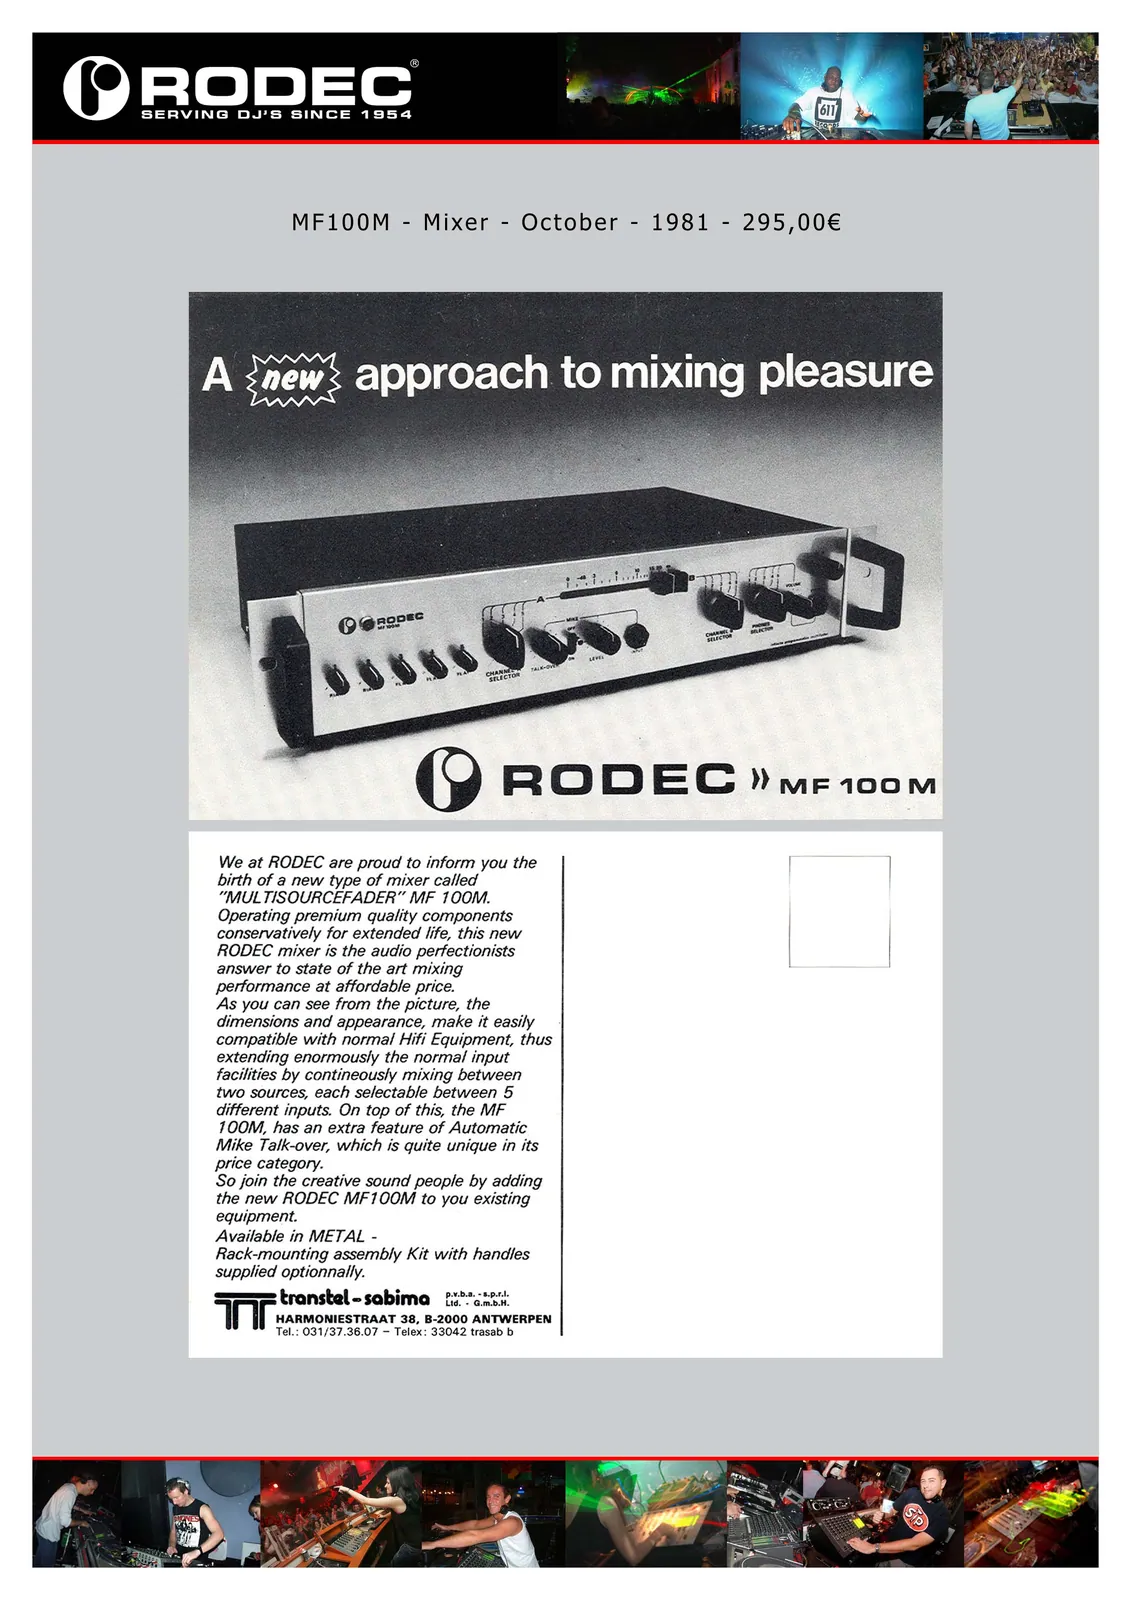 RODEC®
SERVING DJ'S SINCE 1954
611
MF100M - Mixer - October - 1981 - 295,00€
A new approach to mixing pleasure
RODEC
MF 100M
A
MIKE
OFF
ON
CHANNEL A
SELECTOR
TALK-OVER
LEVEL
INPUT
CHANNEL B
SELECTOR
PHONES
SELECTOR
VOLUME
RODEC » MF 100 M
We at RODEC are proud to inform you the
birth of a new type of mixer called
"MULTISOURCEFADER" MF 100M.
Operating premium quality components
conservatively for extended life, this new
RODEC mixer is the audio perfectionists
answer to state of the art mixing
performance at affordable price.
As you can see from the picture, the
dimensions and appearance, make it easily
compatible with normal Hifi Equipment, thus
extending enormously the normal input
facilities by contineously mixing between
two sources, each selectable between 5
different inputs. On top of this, the MF
100M, has an extra feature of Automatic
Mike Talk-over, which is quite unique in its
price category.
So join the creative sound people by adding
the new RODEC MF100M to you existing
equipment.
Available in METAL -
Rack-mounting assembly Kit with handles
supplied optionnally.
transtel - sabima p.v.b.a. - s.p.r.l.
Ltd. - G.m.b.H.
HARMONIESTRAAT 38, B-2000 ANTWERPEN
Tel.: 031/37.36.07 – Telex: 33042 trasab b